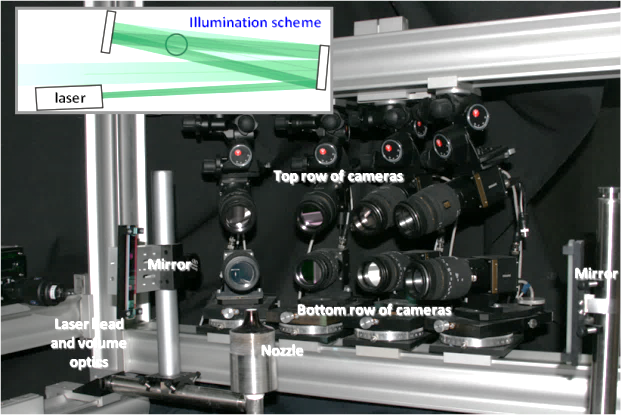 Illumination scheme
laser
Top row of cameras
Mirror
Mirror
Bottom row of cameras
Laser head
and volume
optics
Nozzle